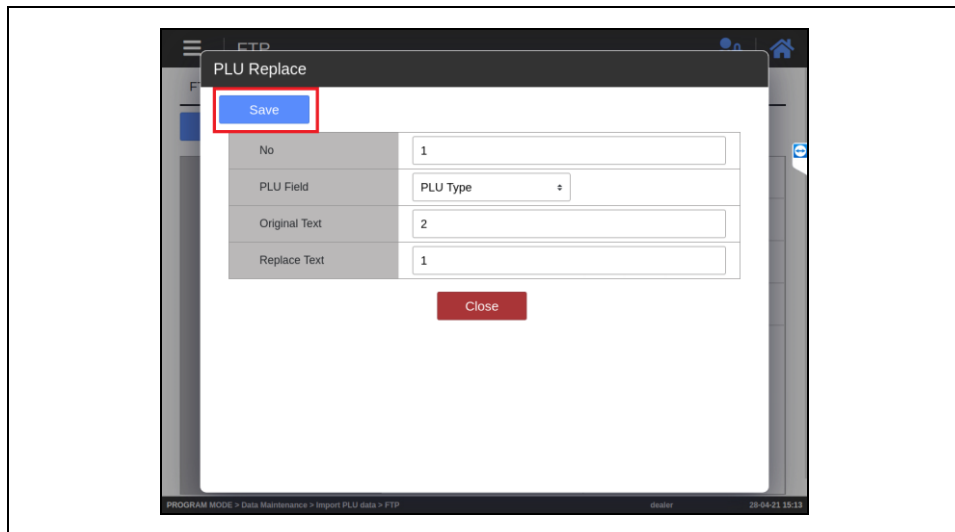 FTP
0
PLU Replace
F
Save
No 1
PLU Field PLU Type
Original Text 2
Replace Text 1
Close
PROGRAM MODE > Data Maintenance > Import PLU data > FTP dealer 28-04-21 15:13